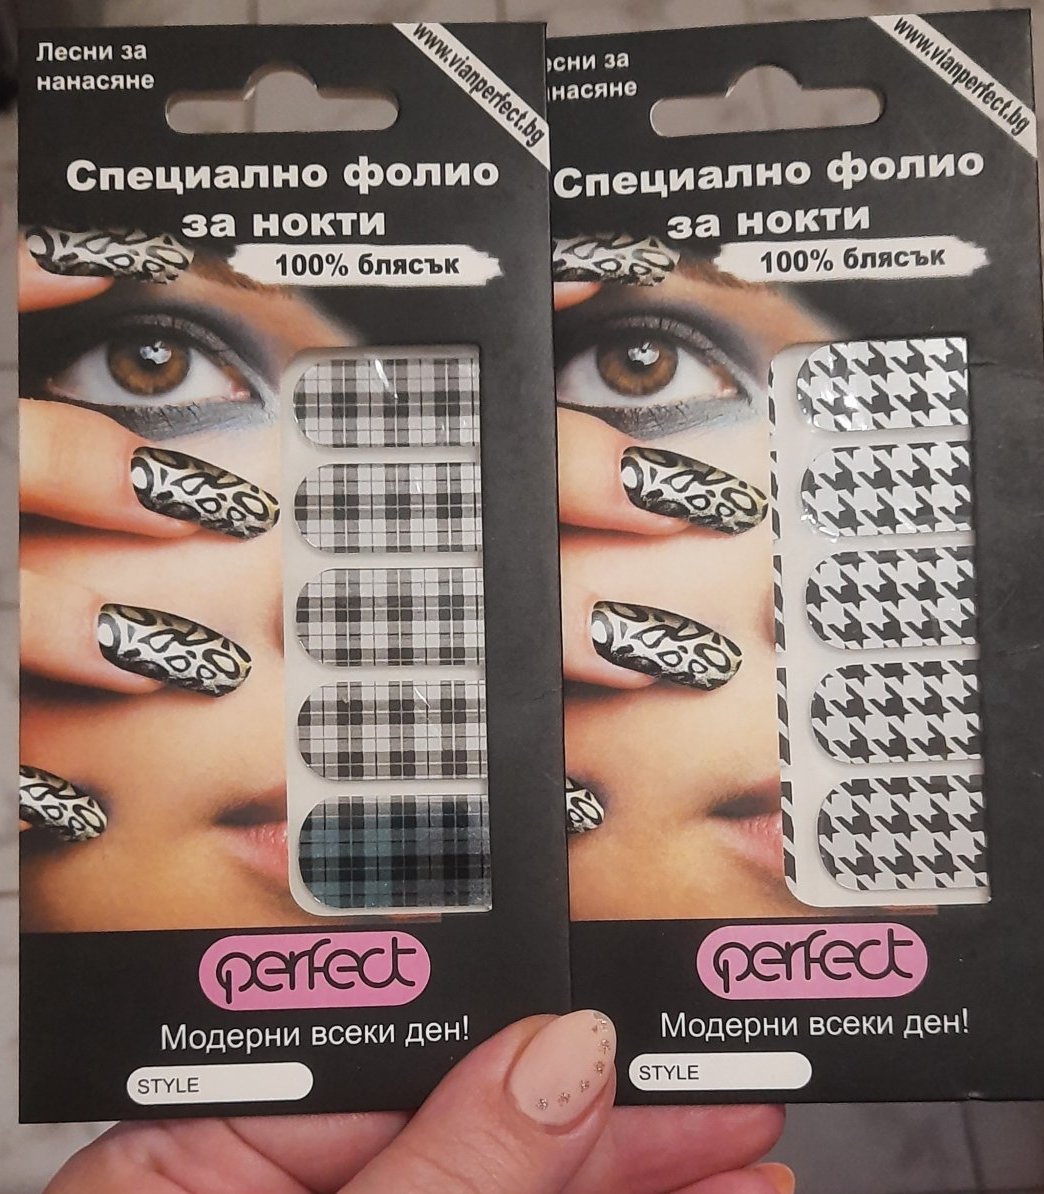 Лесни за
нанасяне
www.vianperfect.bg
Специално фолио
за нокти
100% блясък
perfect
Модерни всеки ден!
STYLE
есни за
нанасяне
www.vianperfect.bg
Специално фолио
за нокти
100% блясък
perfect
Модерни всеки ден!
STYLE